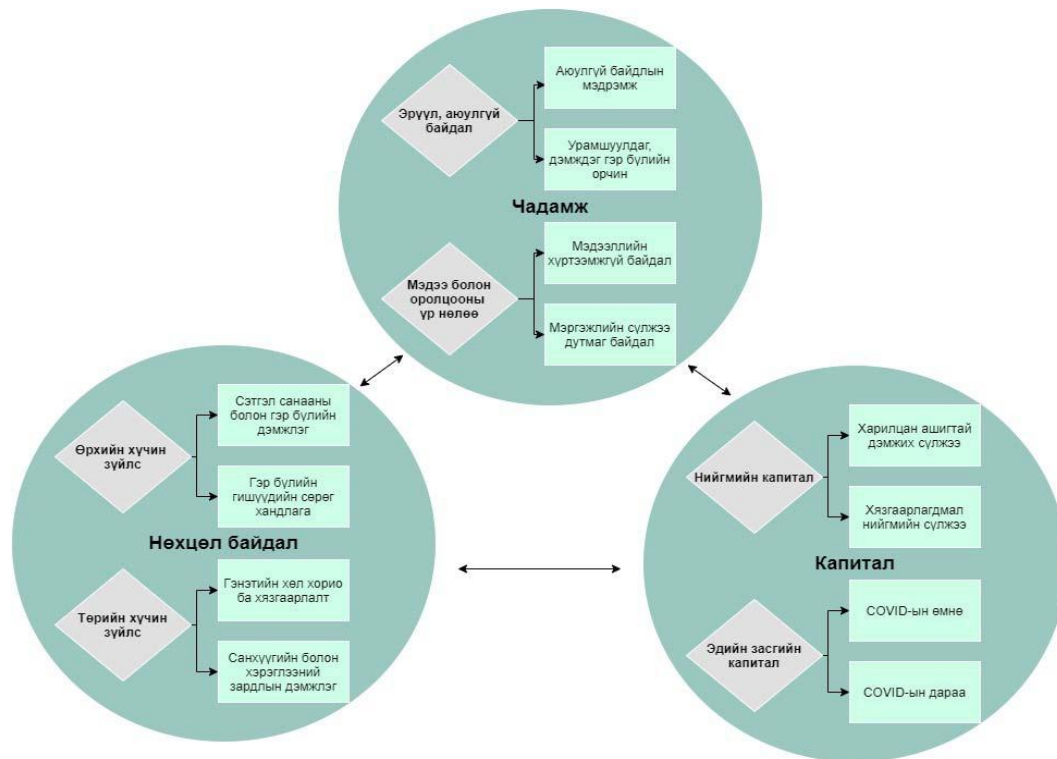 Эрүүл, аюулгүй
байдал
Аюулгүй байдлын
мэдрэмж
Урамшуулдаг,
дэмждэг гэр бүлийн
орчин
Чадамж
Мэдээ болон
оролцооны
үр нөлөө
Мэдээллийн
хүртээмжгүй байдал
Мэргэжлийн сүлжээ
дутмаг байдал
Өрхийн хүчин
зүйлс
Сэтгэл санааны
болон гэр бүлийн
дэмжлэг
Гэр бүлийн
гишүүдийн сөрөг
хандлага
Нөхцөл байдал
Төрийн хүчин
зүйлс
Гэнэтийн хөл хорио
ба хязгаарлалт
Санхүүгийн болон
хэрэглээний
зардлын дэмжлэг
Нийгмийн капитал
Харилцан ашигтай
дэмжих сүлжээ
Хязгаарлагдмал
нийгмийн сүлжээ
Капитал
Эдийн засгийн
капитал
COVID-ын өмнө
COVID-ын дараа